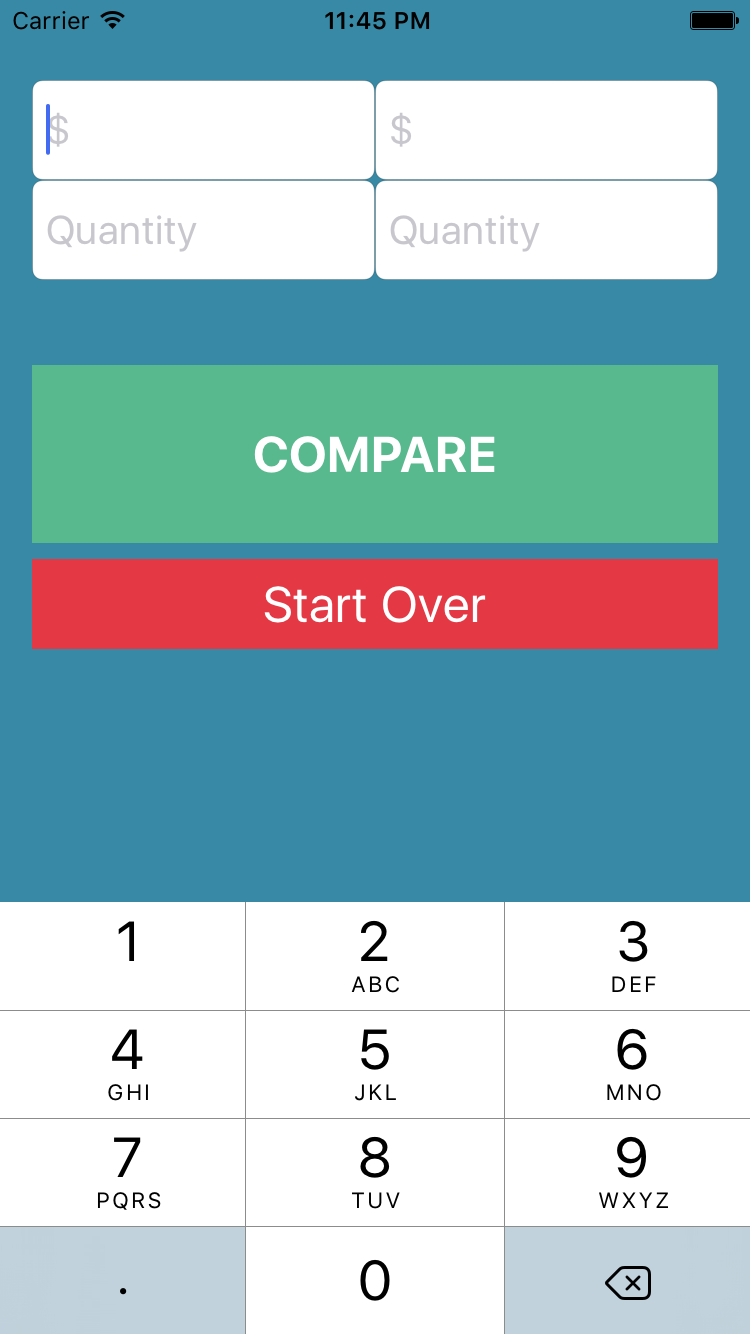 Carrier 11:45 PM
$ $
Quantity Quantity
COMPARE
Start Over
1 2 3
ABC DEF
4 5 6
GHI JKL MNO
7 8 9
PQRS TUV WXYZ
. 0